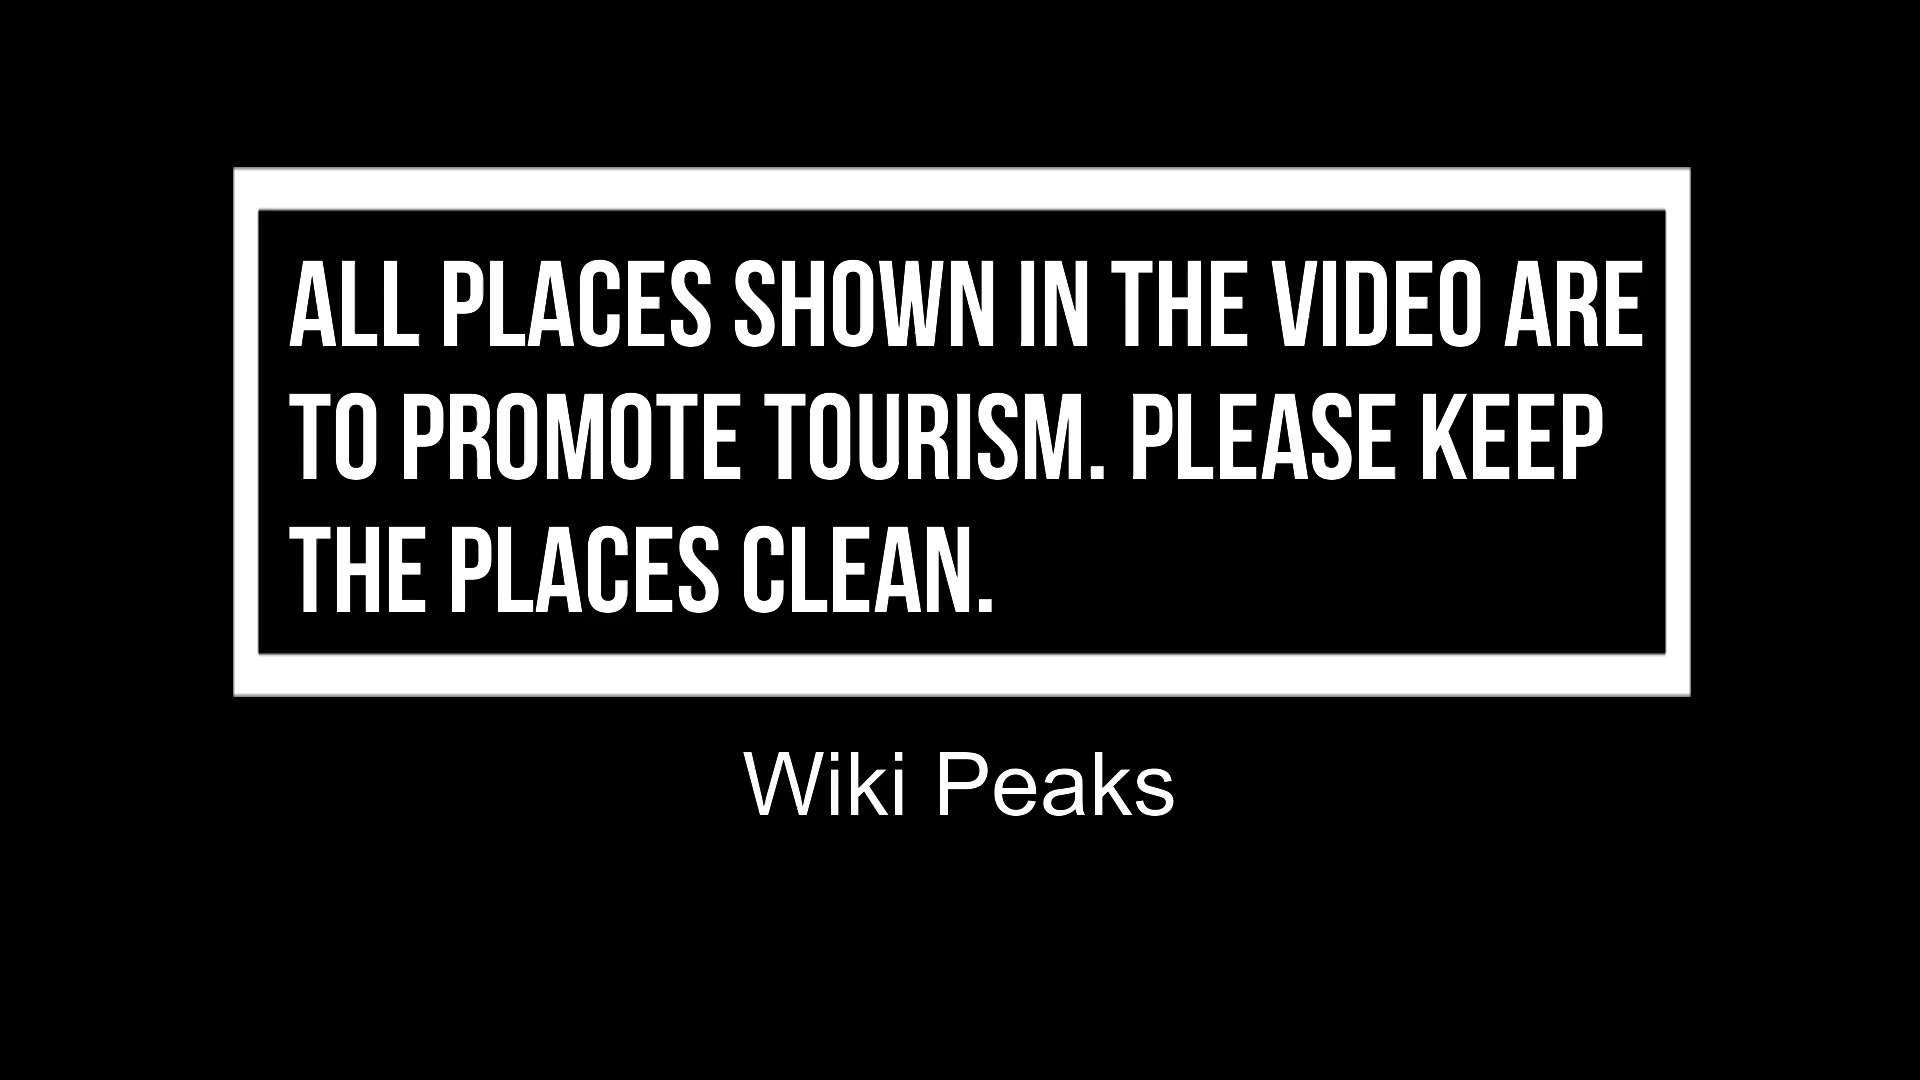 ALL PLACES SHOWN IN THE VIDEO ARE
TO PROMOTE TOURISM. PLEASE KEEP
THE PLACES CLEAN.
Wiki Peaks